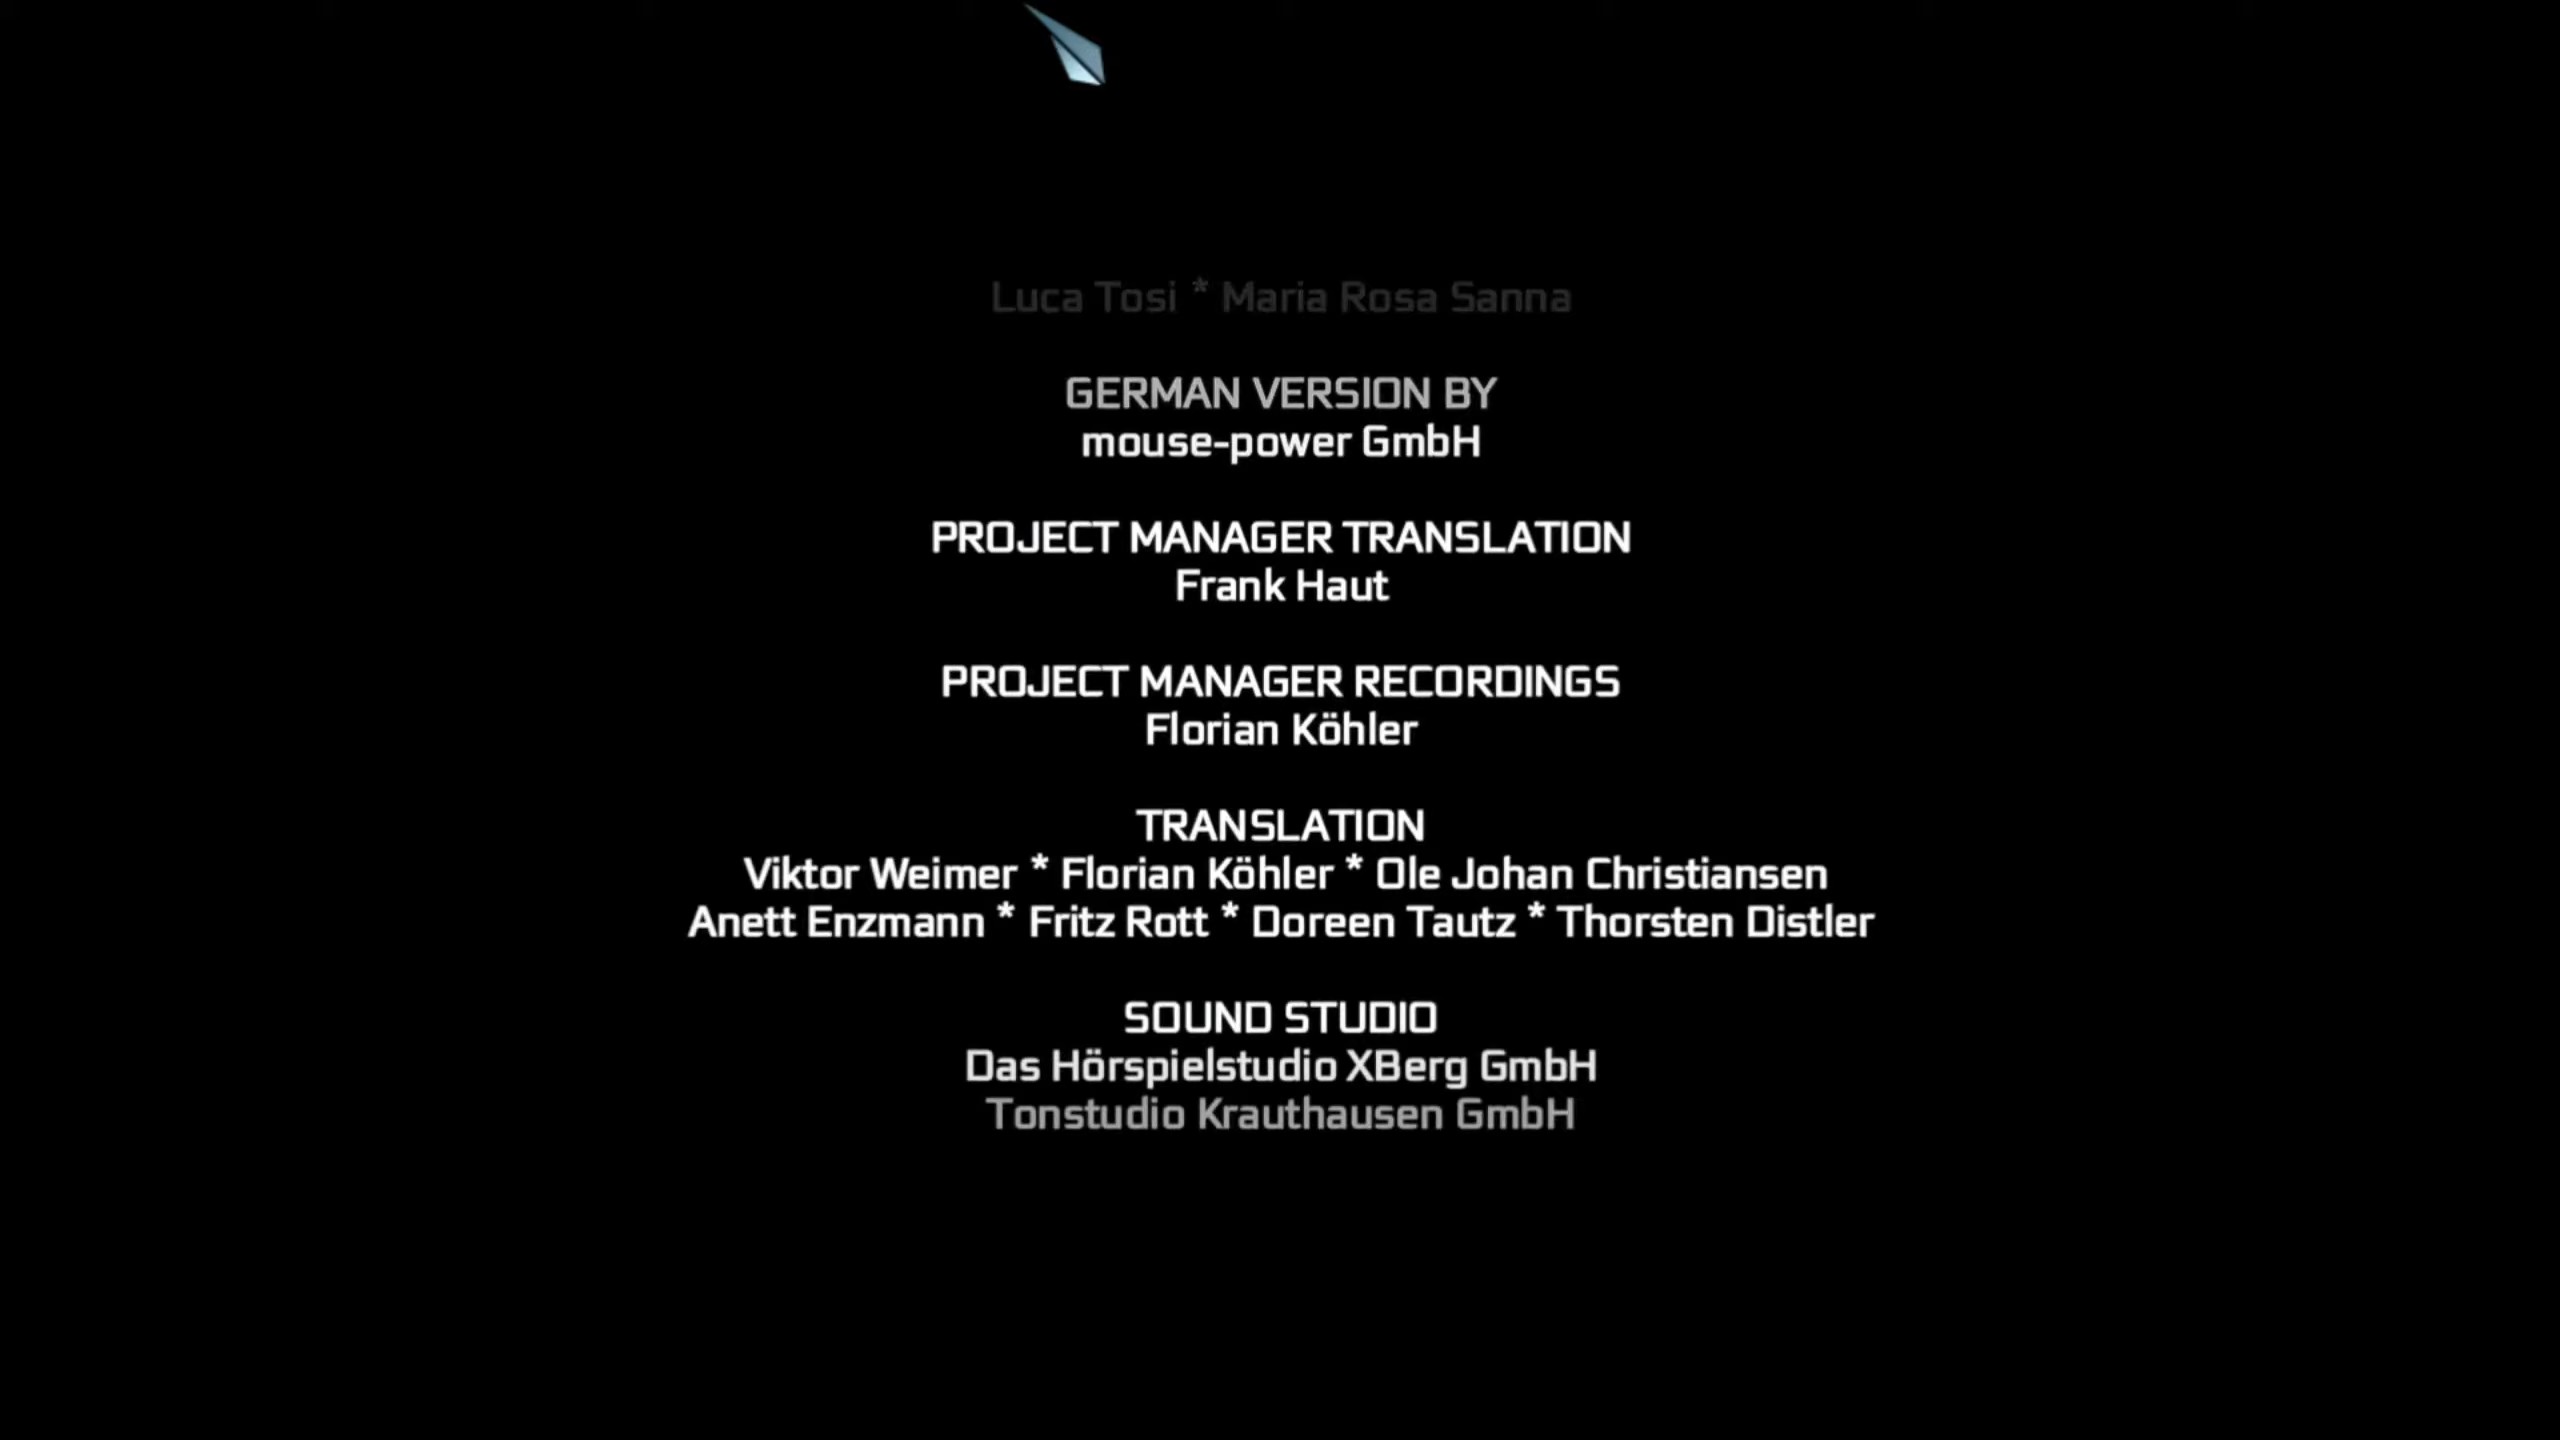 Luca Tosi * Maria Rosa Sanna
GERMAN VERSION BY
mouse-power GmbH
PROJECT MANAGER TRANSLATION
Frank Haut
PROJECT MANAGER RECORDINGS
Florian Köhler
TRANSLATION
Viktor Weimer * Florian Köhler * Ole Johan Christiansen
Anett Enzmann * Fritz Rott * Doreen Tautz * Thorsten Distler
SOUND STUDIO
Das Hörspielstudio XBerg GmbH
Tonstudio Krauthausen GmbH